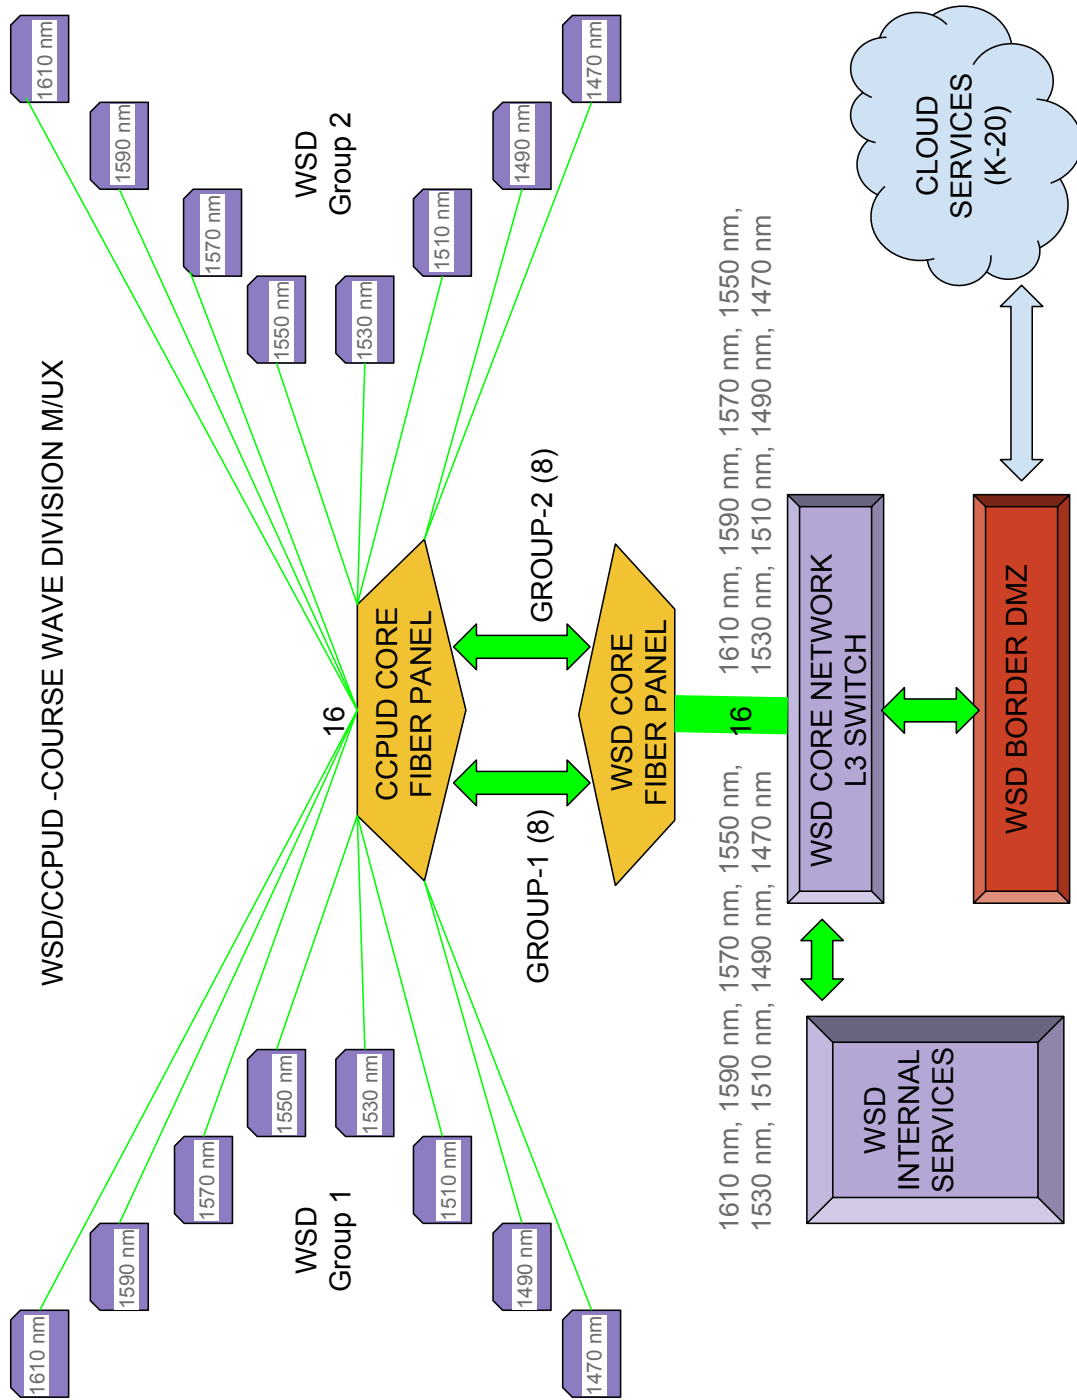 WSD/CCPUD -COURSE WAVE DIVISION M/UX
1610 nm
1590 nm
1570 nm
1550 nm
1530 nm
1510 nm
1490 nm
1470 nm
WSD
Group 1
1610 nm
1590 nm
1570 nm
1550 nm
1530 nm
1510 nm
1490 nm
1470 nm
WSD
Group 2
16
CCPUD CORE
FIBER PANEL
GROUP-1 (8)
GROUP-2 (8)
WSD CORE
FIBER PANEL
1610 nm, 1590 nm, 1570 nm, 1550 nm,
1530 nm, 1510 nm, 1490 nm, 1470 nm
16
1610 nm, 1590 nm, 1570 nm, 1550 nm,
1530 nm, 1510 nm, 1490 nm, 1470 nm
WSD CORE NETWORK
L3 SWITCH
WSD
INTERNAL
SERVICES
WSD BORDER DMZ
CLOUD
SERVICES
(K-20)